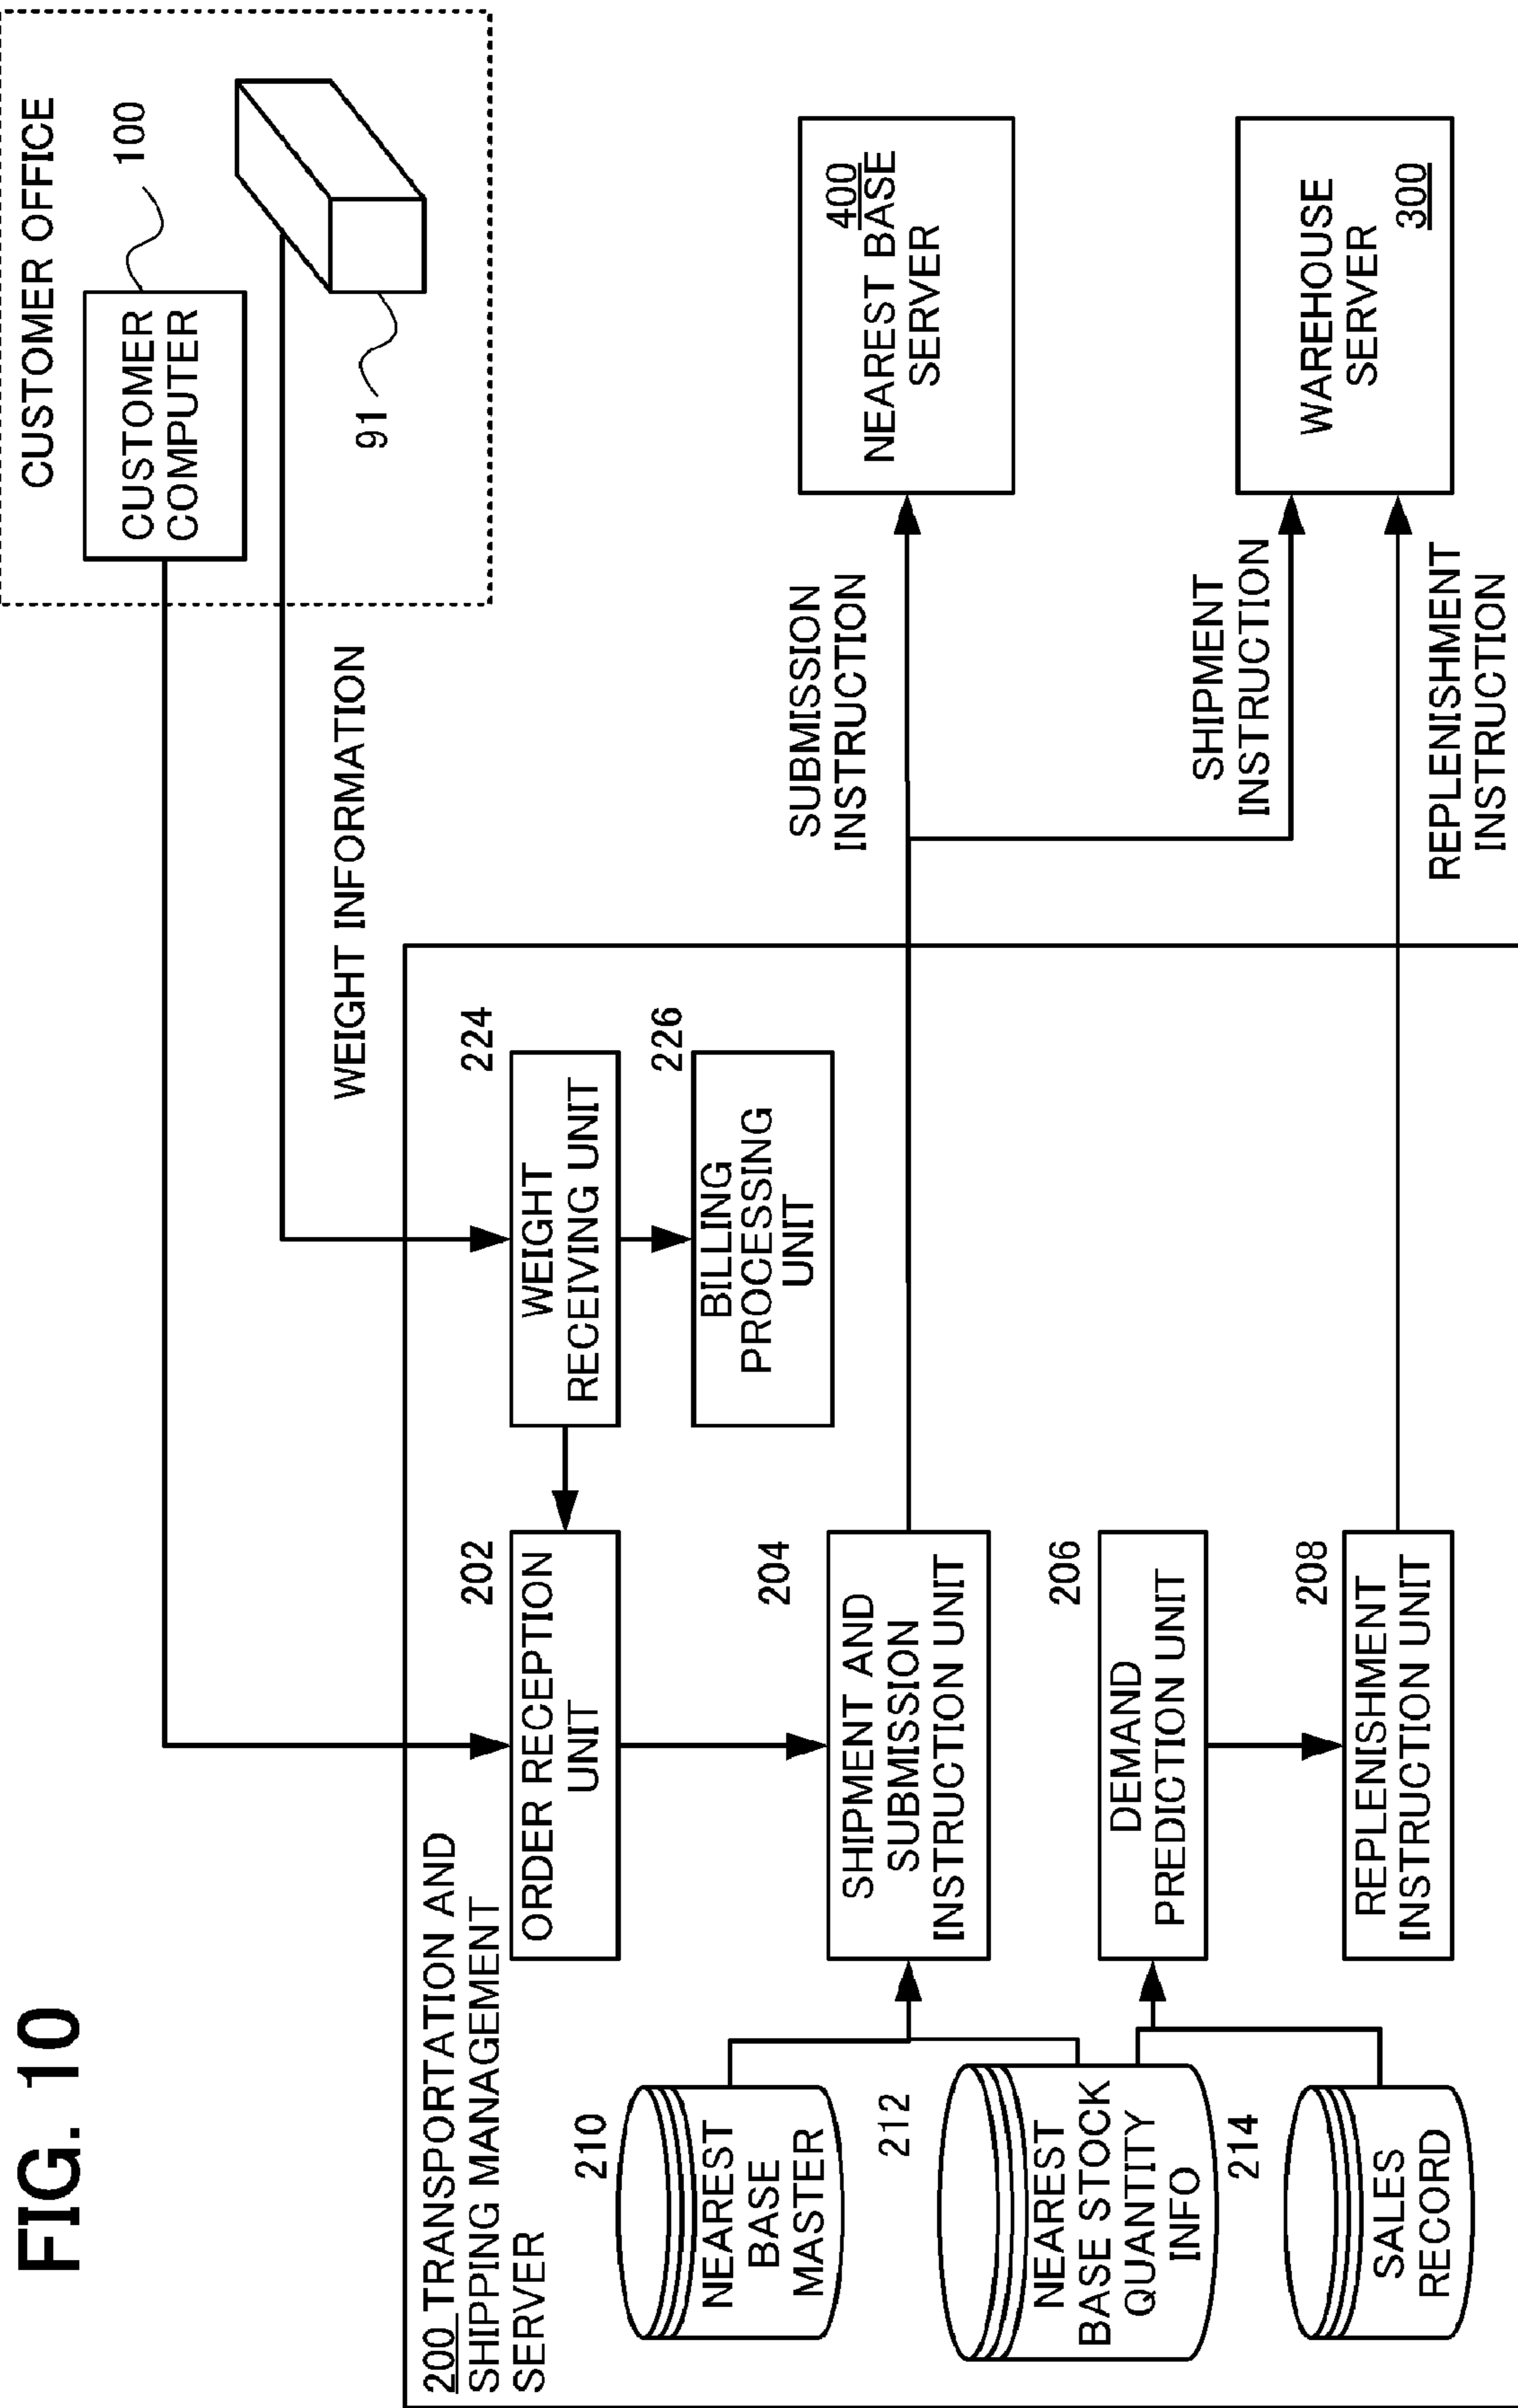 FIG. 10
CUSTOMER OFFICE
CUSTOMER
COMPUTER
100
91
WEIGHT INFORMATION
200 TRANSPORTATION AND
SHIPPING MANAGEMENT
SERVER
202
ORDER RECEPTION
UNIT
224
WEIGHT
RECEIVING UNIT
226
BILLING
PROCESSING
UNIT
210
NEAREST
BASE
MASTER
204
SHIPMENT AND
SUBMISSION
INSTRUCTION UNIT
SUBMISSION
INSTRUCTION
400
NEAREST BASE
SERVER
212
NEAREST
BASE STOCK
QUANTITY
INFO
206
DEMAND
PREDICTION UNIT
SHIPMENT
INSTRUCTION
WAREHOUSE
SERVER
300
214
SALES
RECORD
208
REPLENISHMENT
INSTRUCTION UNIT
REPLENISHMENT
INSTRUCTION